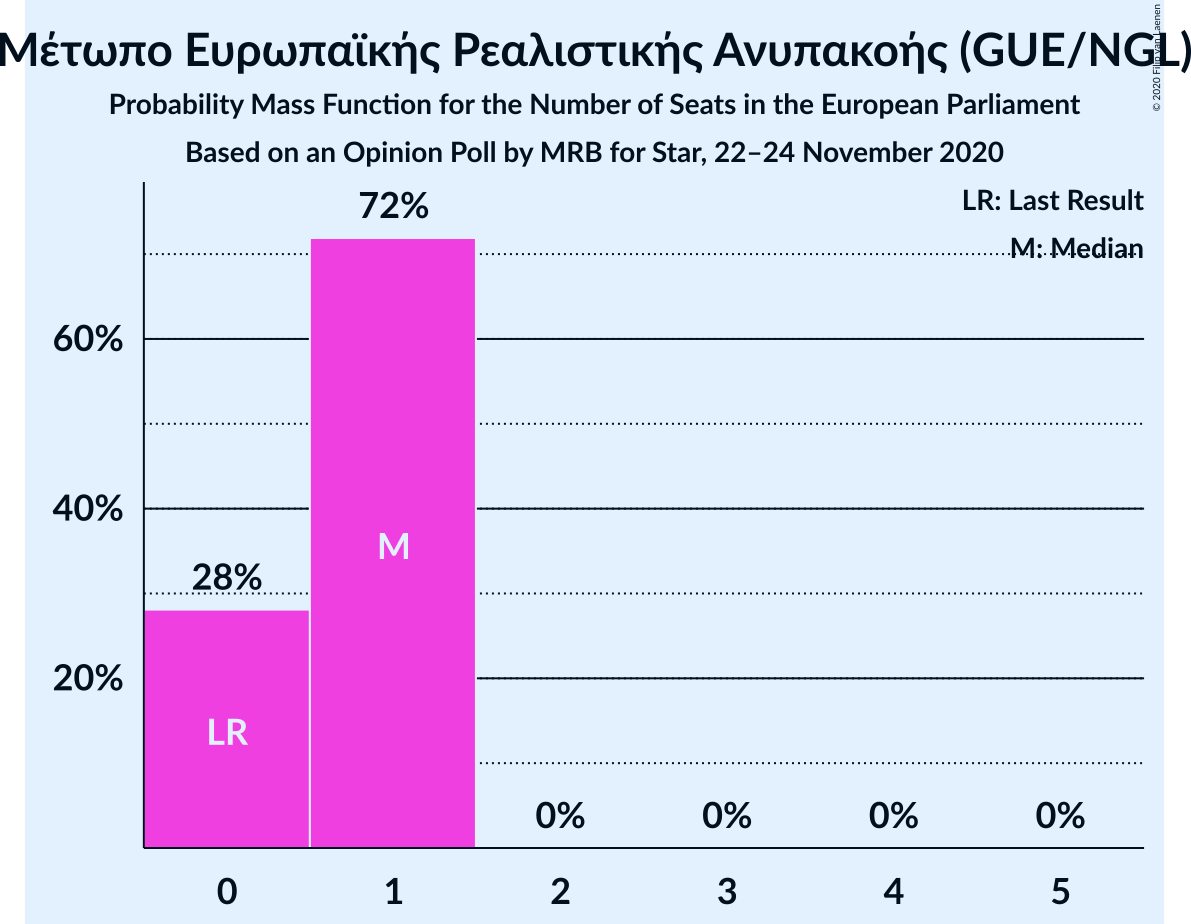 Μέτωπο Ευρωπαϊκής Ρεαλιστικής Ανυπακοής (GUE/NGL)
© 2020 Filip van Laenen
Probability Mass Function for the Number of Seats in the European Parliament
Based on an Opinion Poll by MRB for Star, 22–24 November 2020
LR: Last Result
M: Median
72%
60%
40%
M
28%
20%
LR
0% 0% 0% 0%
0 1 2 3 4 5